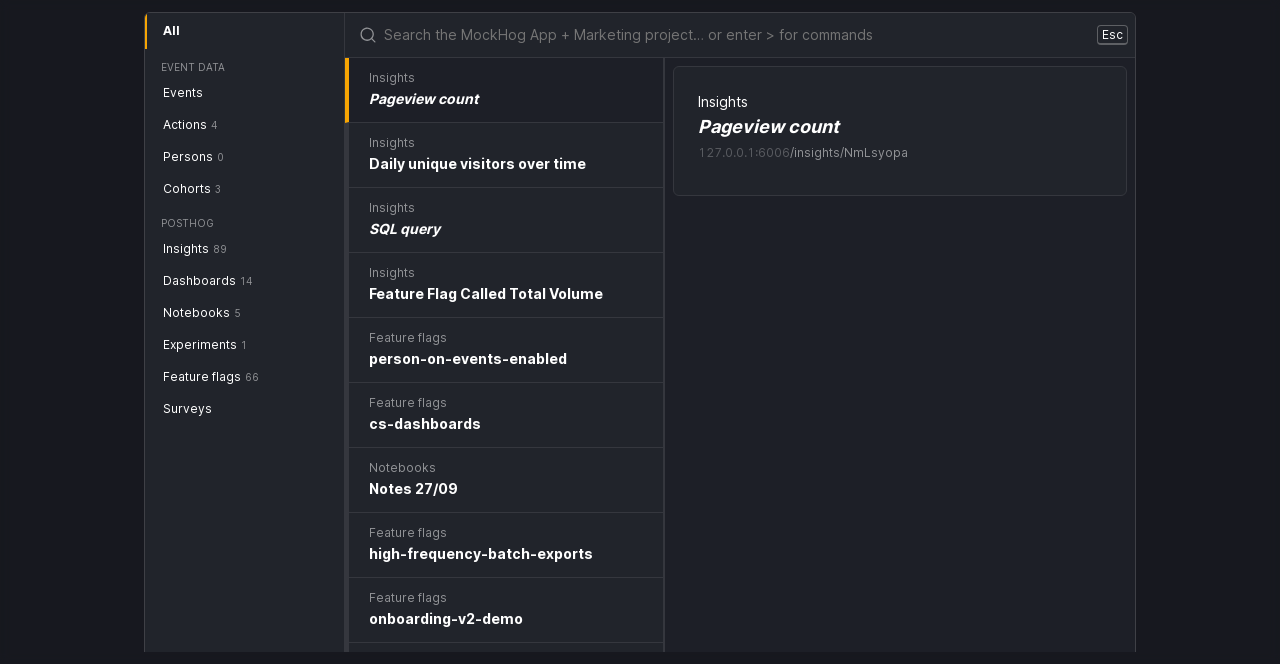 All
EVENT DATA
Events
Actions 4
Persons 0
Cohorts 3
POSTHOG
Insights 89
Dashboards 14
Notebooks 5
Experiments 1
Feature flags 66
Surveys
Search the MockHog App + Marketing project... or enter > for commands
Esc
Insights
Pageview count
Insights
Daily unique visitors over time
Insights
SQL query
Insights
Feature Flag Called Total Volume
Feature flags
person-on-events-enabled
Feature flags
cs-dashboards
Notebooks
Notes 27/09
Feature flags
high-frequency-batch-exports
Feature flags
onboarding-v2-demo
Insights
Pageview count
127.0.0.1:6006/insights/NmLsyopa